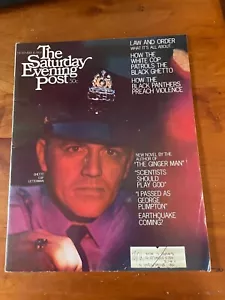 The
Saturday
Evening
Post
LAW AND ORDER
WHAT IT'S ALL ABOUT
HOW THE
WHITE COP
PATROLS THE
BLACK GHETTO
HOW THE
BLACK PANTHERS
PREACH VIOLENCE
NEW NOVEL BY THE
AUTHOR OF
"THE GINGER MAN"
"SCIENTISTS
SHOULD
PLAY GOD"
"I PASSED AS
GEORGE
PLIMPTON"
EARTHQUAKE
COMING!